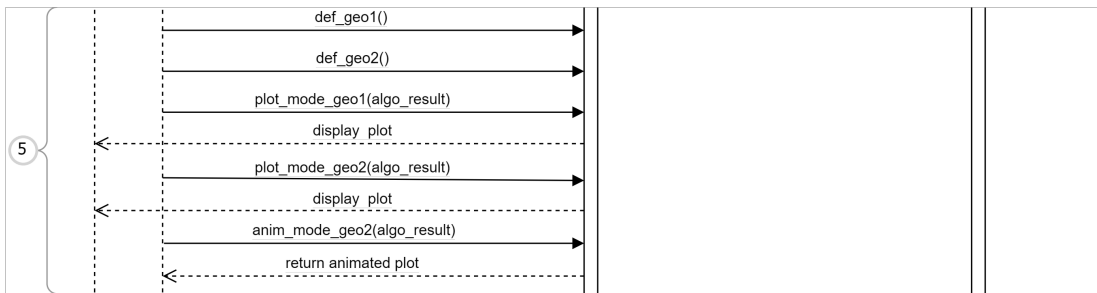 def_geo1()
def_geo2()
plot_mode_geo1(algo_result)
display plot
5
plot_mode_geo2(algo_result)
display plot
anim_mode_geo2(algo_result)
return animated plot